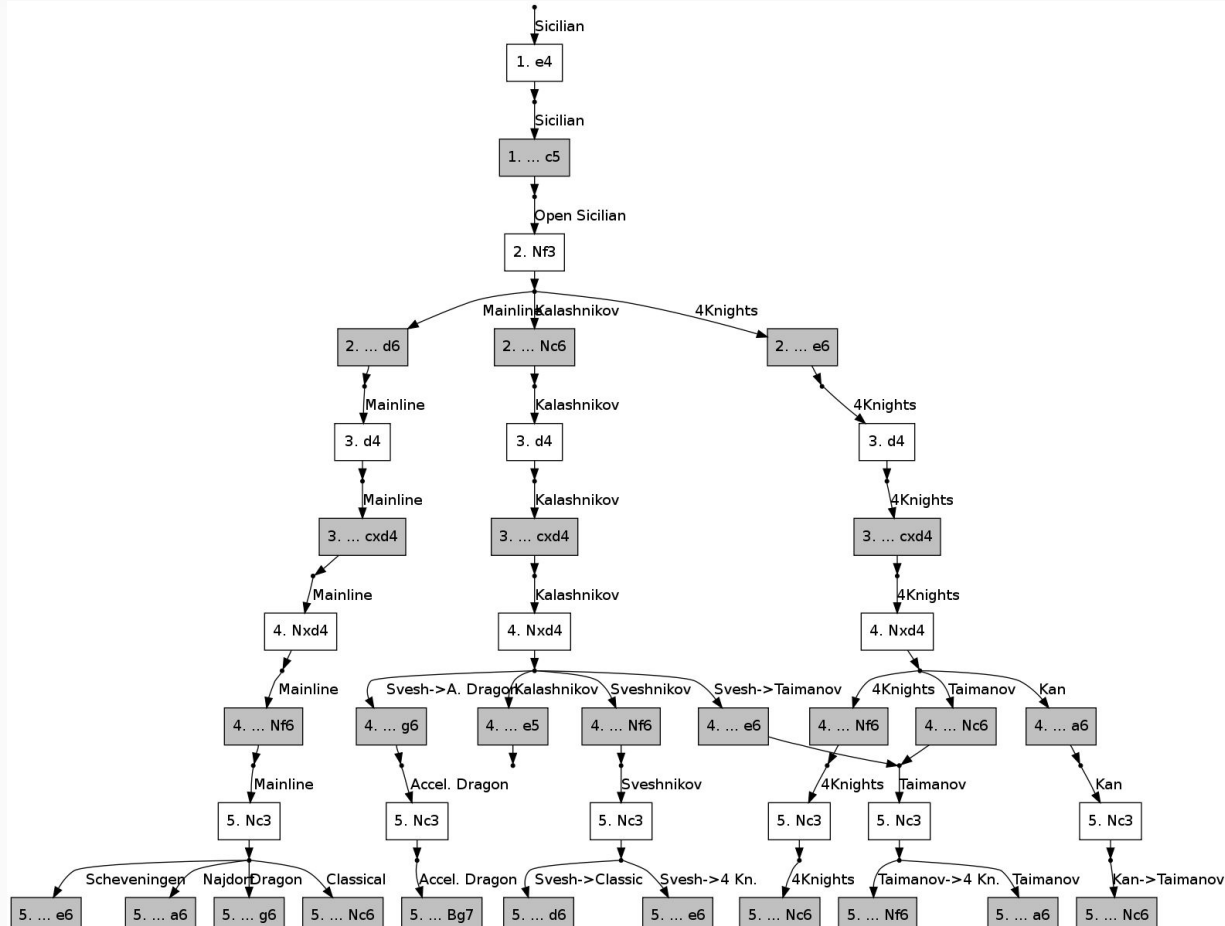 Sicilian
1. e4
Sicilian
1. ... c5
Open Sicilian
2. Nf3
Mainline Kalashnikov 4Knights
2. ... d6 2. ... Nc6 2. ... e6
Mainline Kalashnikov 4Knights
3. d4 3. d4 3. d4
Mainline Kalashnikov 4Knights
3. ... cxd4 3. ... cxd4 3. ... cxd4
Mainline Kalashnikov 4Knights
4. Nxd4 4. Nxd4 4. Nxd4
Mainline Svesh->A. Dragon Kalashnikov Sveshnikov Svesh->Taimanov 4Knights Taimanov Kan
4. ... Nf6 4. ... g6 4. ... e5 4. ... Nf6 4. ... e6 4. ... Nf6 4. ... Nc6 4. ... a6
Mainline Accel. Dragon Sveshnikov 4Knights Taimanov Kan
5. Nc3 5. Nc3 5. Nc3 5. Nc3 5. Nc3 5. Nc3
Scheveningen Najdorf Dragon Classical Accel. Dragon Svesh->Classic Svesh->4 Kn. 4Knights Taimanov->4 Kn. Taimanov Kan->Taimanov
5. ... e6 5. ... a6 5. ... g6 5. ... Nc6 5. ... Bg7 5. ... d6 5. ... e6 5. ... Nc6 5. ... Nf6 5. ... a6 5. ... Nc6